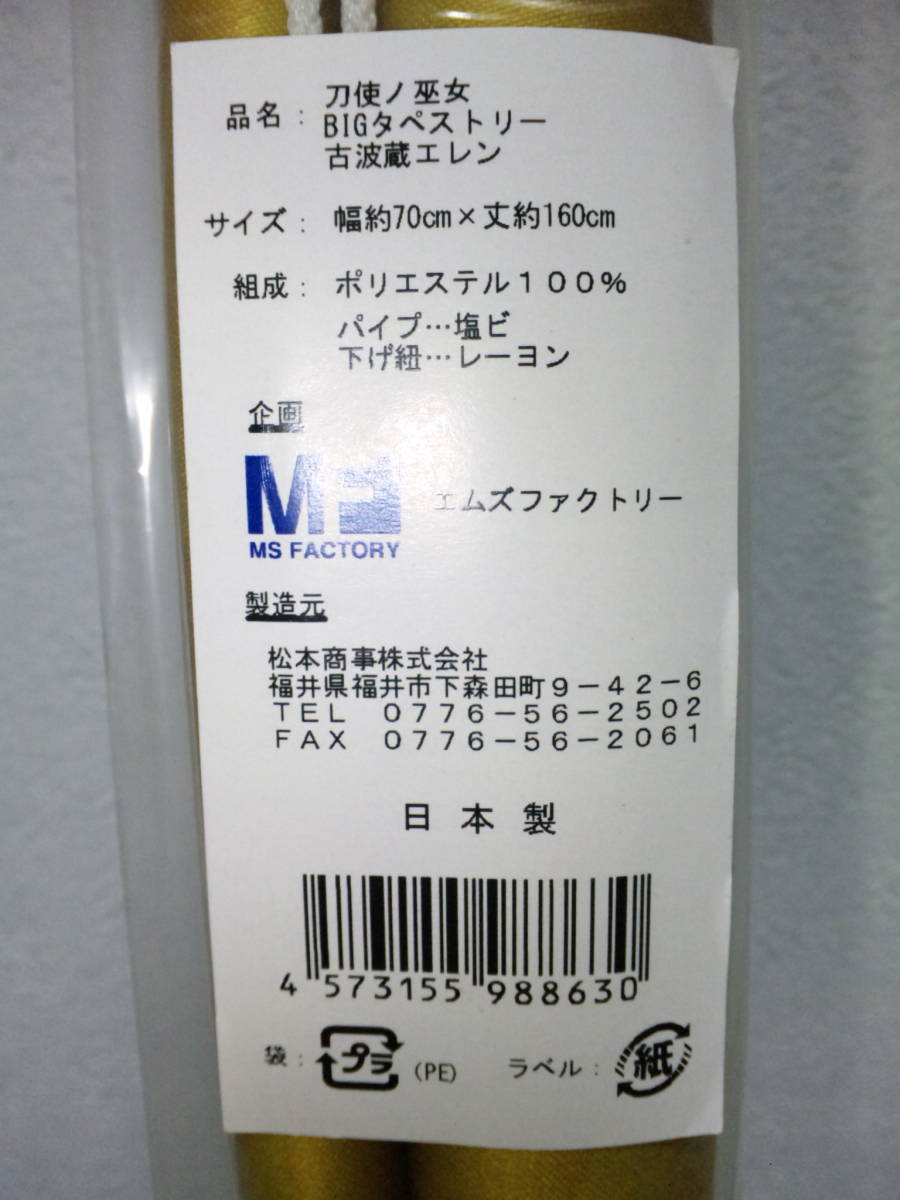 品名： 刀使ノ巫女
BIGタペストリー
古波蔵エレン
サイズ： 幅約70cm×丈約160cm
組成： ポリエステル１００％
パイプ…塩ビ
下げ紐…レーヨン
企画
MF
MS FACTORY
エムズファクトリー
製造元
松本商事株式会社
福井県福井市下森田町９－４２－６
ＴＥＬ ０７７６－５６－２５０２
ＦＡＸ ０７７６－５６－２０６１
日本製
4 573155 988630
袋： プラ (PE) ラベル： 紙